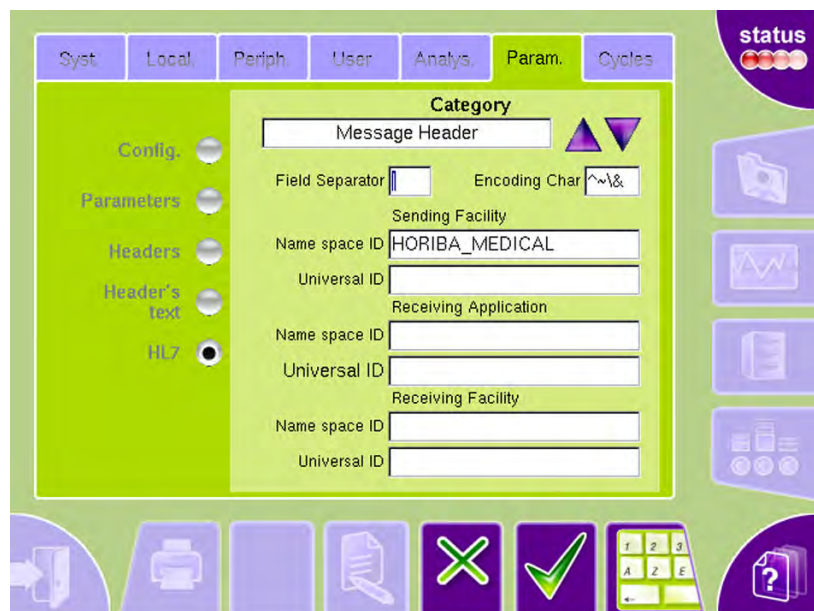 status
Syst. Local. Periph. User Analys. Param. Cycles
Category
Message Header
Config.
Field Separator | Encoding Char ^~\&
Parameters
Sending Facility
Headers
Name space ID HORIBA_MEDICAL
Universal ID
Header's
text
Receiving Application
Name space ID
HL7
Universal ID
Receiving Facility
Name space ID
Universal ID
1 2 3
A Z E
?